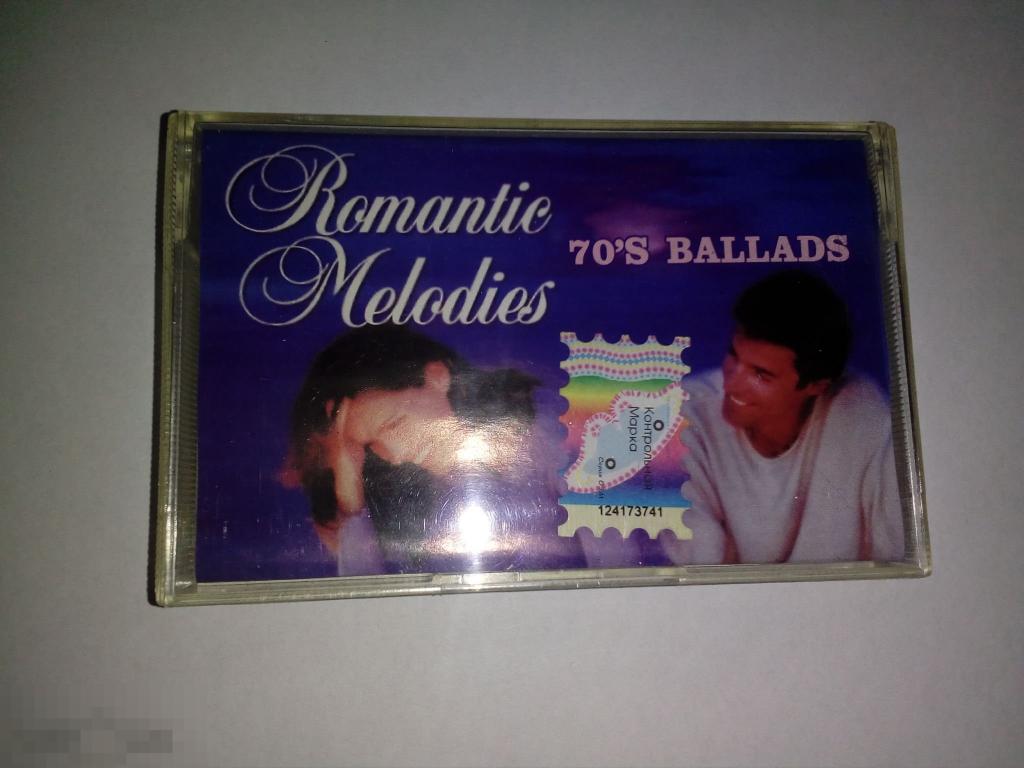 Romantic
Melodies
70'S BALLADS
Контрольная
Марка
124173741